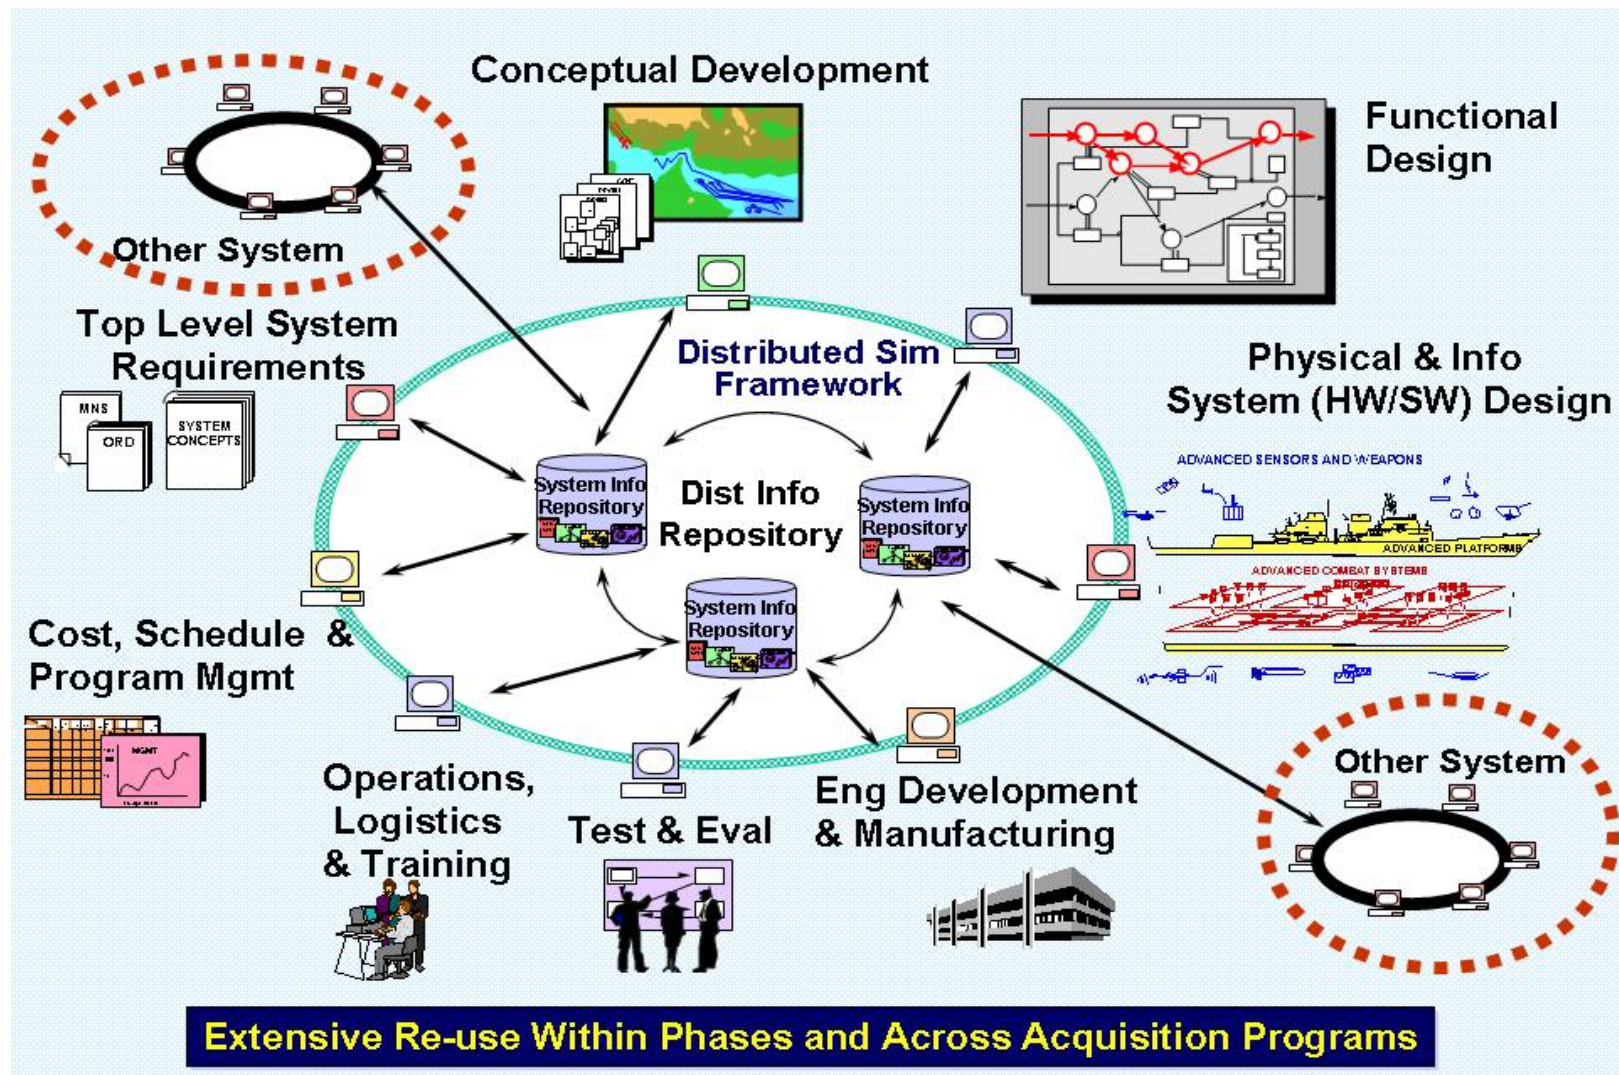 Conceptual Development
Functional
Design
Other System
Top Level System
Requirements
MNS
ORD
SYSTEM
CONCEPTS
Distributed Sim
Framework
Physical & Info
System (HW/SW) Design
ADVANCED SENSORS AND WEAPONS
ADVANCED PLATFORMS
ADVANCED COMBAT SYSTEMS
System Info
Repository
Dist Info
Repository
System Info
Repository
System Info
Repository
Cost, Schedule &
Program Mgmt
MGMT
Operations,
Logistics
& Training
Test & Eval
Eng Development
& Manufacturing
Other System
Extensive Re-use Within Phases and Across Acquisition Programs